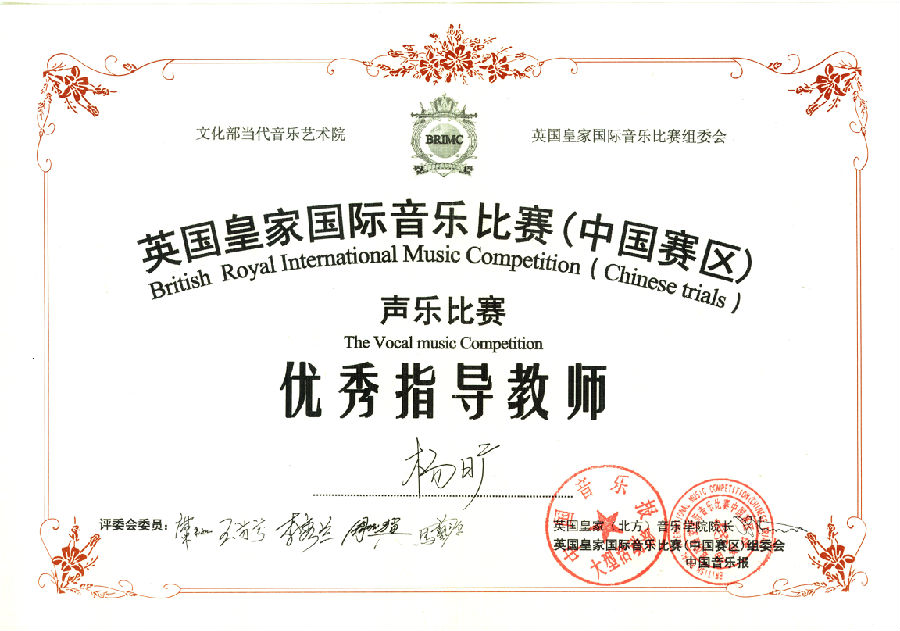 文化部当代音乐艺术院
BRIMC
英国皇家国际音乐比赛组委会
英国皇家国际音乐比赛（中国赛区）
British Royal International Music Competition ( Chinese trials )
声乐比赛
The Vocal music Competition
优秀指导教师
杨旷
评委会委员：
英国皇家（北方）音乐学院院长
英国皇家国际音乐比赛（中国赛区）组委会
中国音乐报